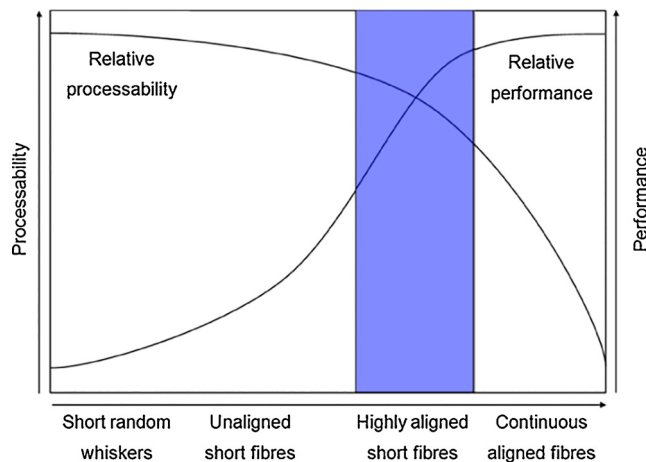 Relative
processability
Relative
performance
Processability
Performance
Short random
whiskers
Unaligned
short fibres
Highly aligned
short fibres
Continuous
aligned fibres